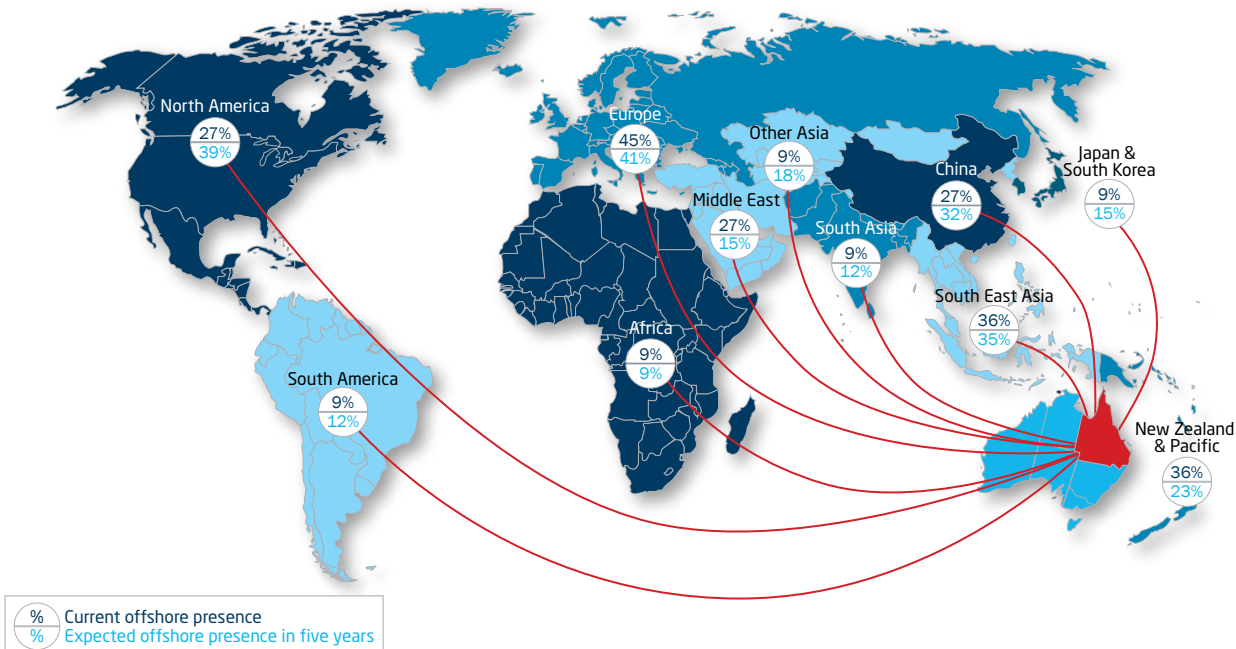 North America
27%
39%
Europe
45%
41%
Other Asia
9%
18%
China
27%
32%
Japan &
South Korea
9%
15%
Middle East
27%
15%
South Asia
9%
12%
South East Asia
36%
35%
Africa
9%
9%
South America
9%
12%
New Zealand
& Pacific
36%
23%
% Current offshore presence
% Expected offshore presence in five years